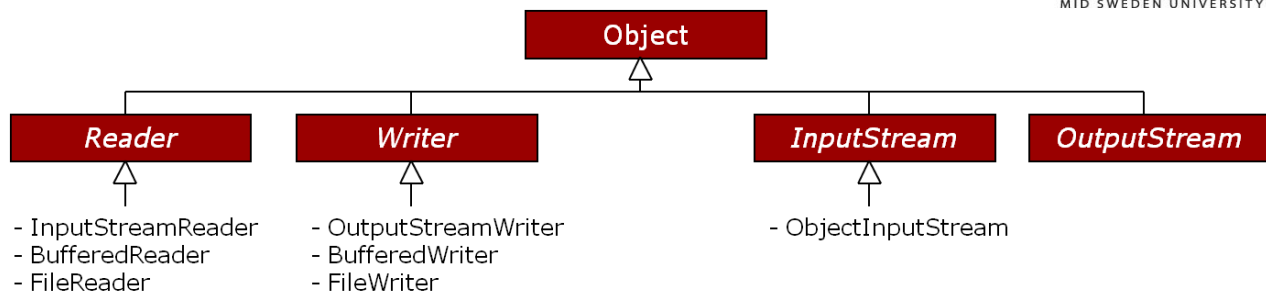 MID SWEDEN UNIVERSITY
Object
Reader
Writer
InputStream
OutputStream
- InputStreamReader
- BufferedReader
- FileReader
- OutputStreamWriter
- BufferedWriter
- FileWriter
- ObjectInputStream